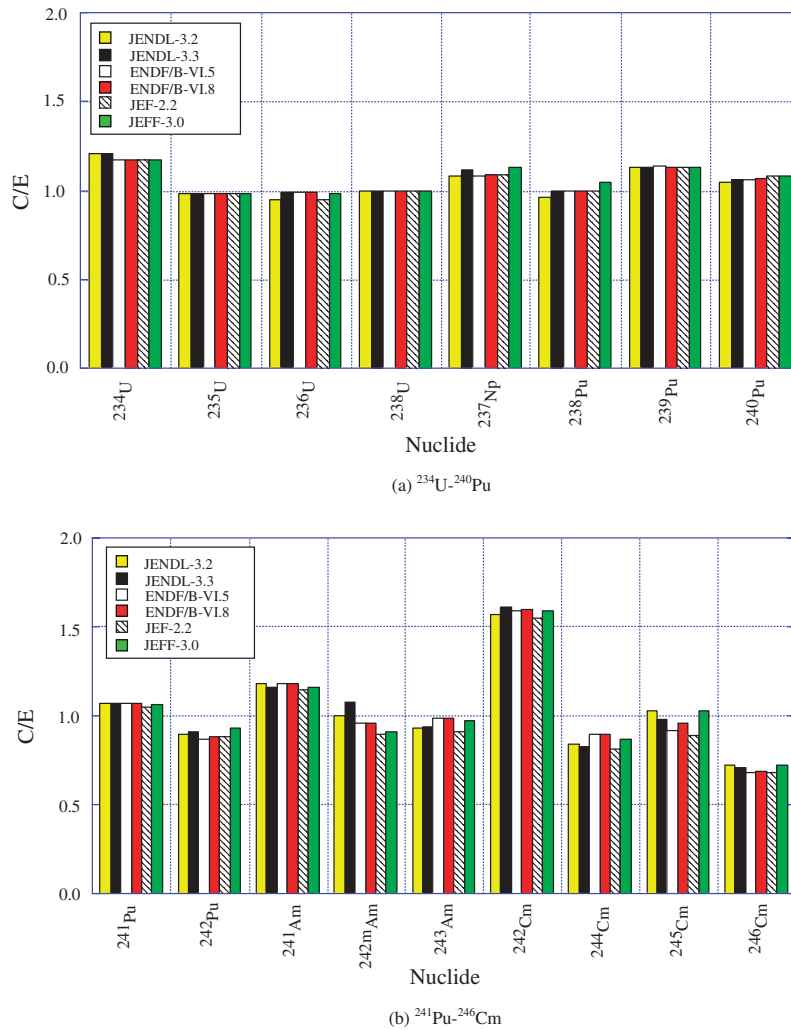 2.0
JENDL-3.2
JENDL-3.3
ENDF/B-VI.5
ENDF/B-VI.8
JEF-2.2
JEFF-3.0
1.5
C/E
1.0
0.5
0.0
²³⁴U
²³⁵U
²³⁶U
²³⁸U
²³⁷Np
²³⁸Pu
²³⁹Pu
²⁴⁰Pu
Nuclide
(a) ²³⁴U-²⁴⁰Pu
2.0
JENDL-3.2
JENDL-3.3
ENDF/B-VI.5
ENDF/B-VI.8
JEF-2.2
JEFF-3.0
1.5
C/E
1.0
0.5
0.0
²⁴¹Pu
²⁴²Pu
²⁴¹Am
²⁴²ᵐAm
²⁴³Am
²⁴²Cm
²⁴⁴Cm
²⁴⁵Cm
²⁴⁶Cm
Nuclide
(b) ²⁴¹Pu-²⁴⁶Cm